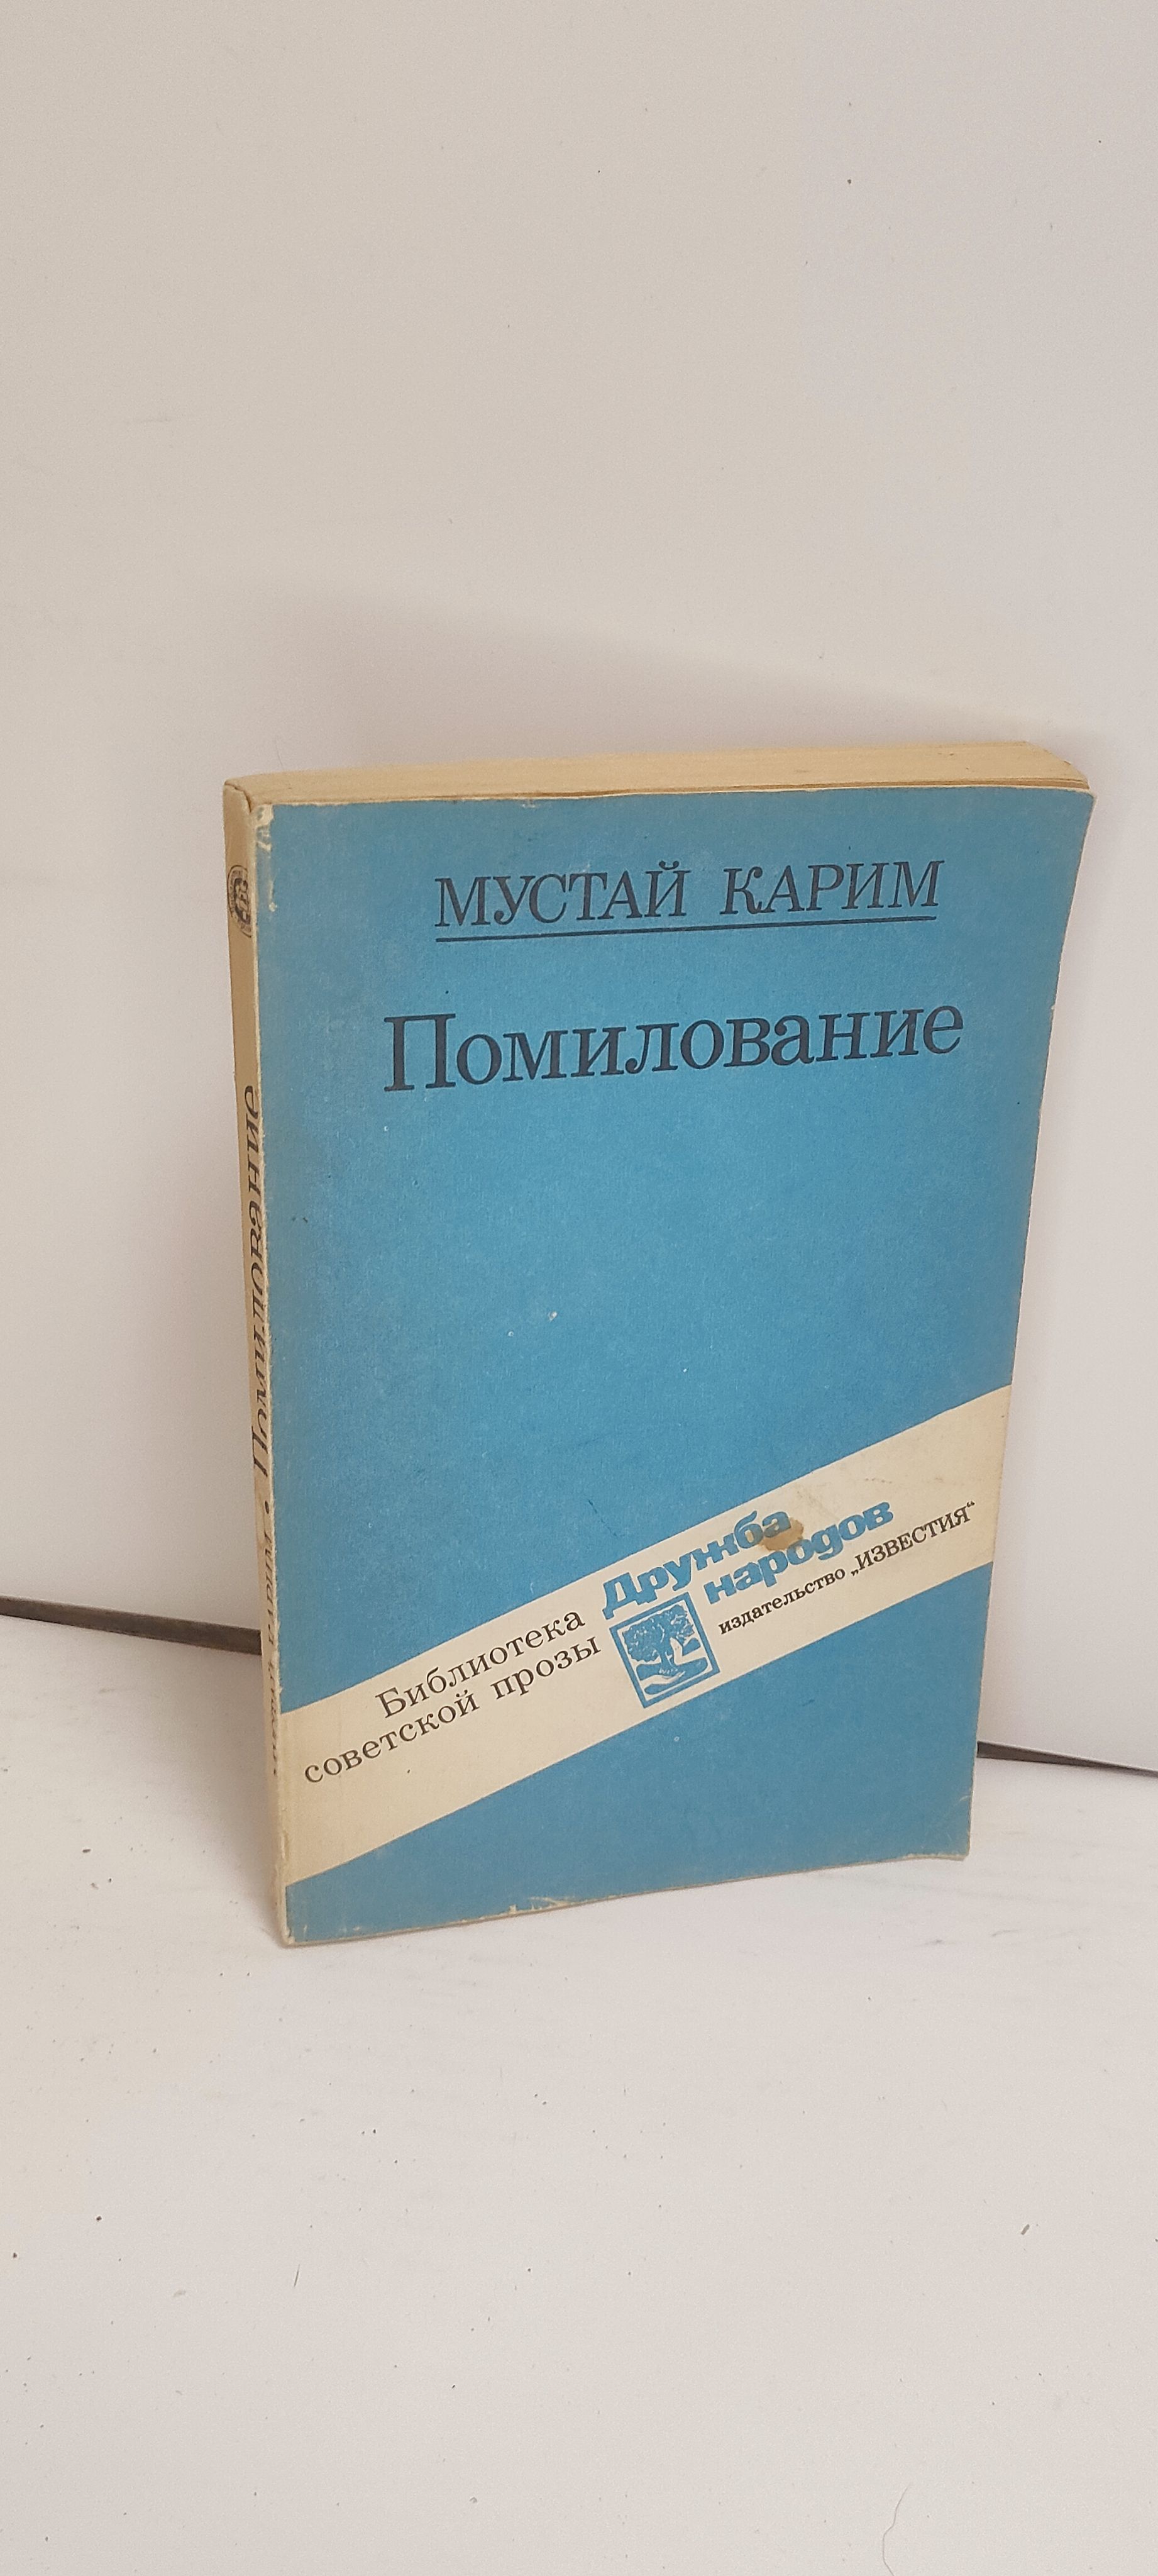 МУСТАЙ КАРИМ
Помилование
Библиотека
советской прозы
Дружба
народов
издательство „ИЗВЕСТИЯ“
Помилование •